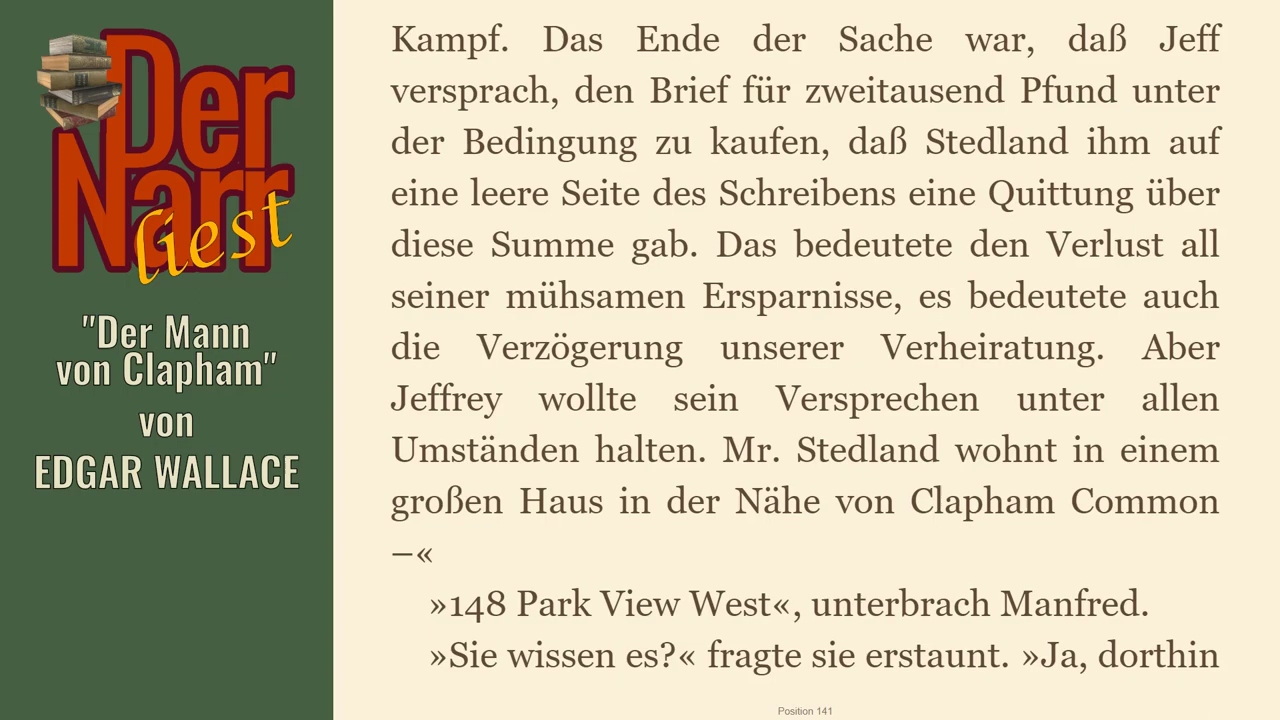 Der
Narr
liest
"Der Mann
von Clapham"
von
EDGAR WALLACE
Kampf. Das Ende der Sache war, daß Jeff
versprach, den Brief für zweitausend Pfund unter
der Bedingung zu kaufen, daß Stedland ihm auf
eine leere Seite des Schreibens eine Quittung über
diese Summe gab. Das bedeutete den Verlust all
seiner mühsamen Ersparnisse, es bedeutete auch
die Verzögerung unserer Verheiratung. Aber
Jeffrey wollte sein Versprechen unter allen
Umständen halten. Mr. Stedland wohnt in einem
großen Haus in der Nähe von Clapham Common
–«
»148 Park View West«, unterbrach Manfred.
»Sie wissen es?« fragte sie erstaunt. »Ja, dorthin
Position 141